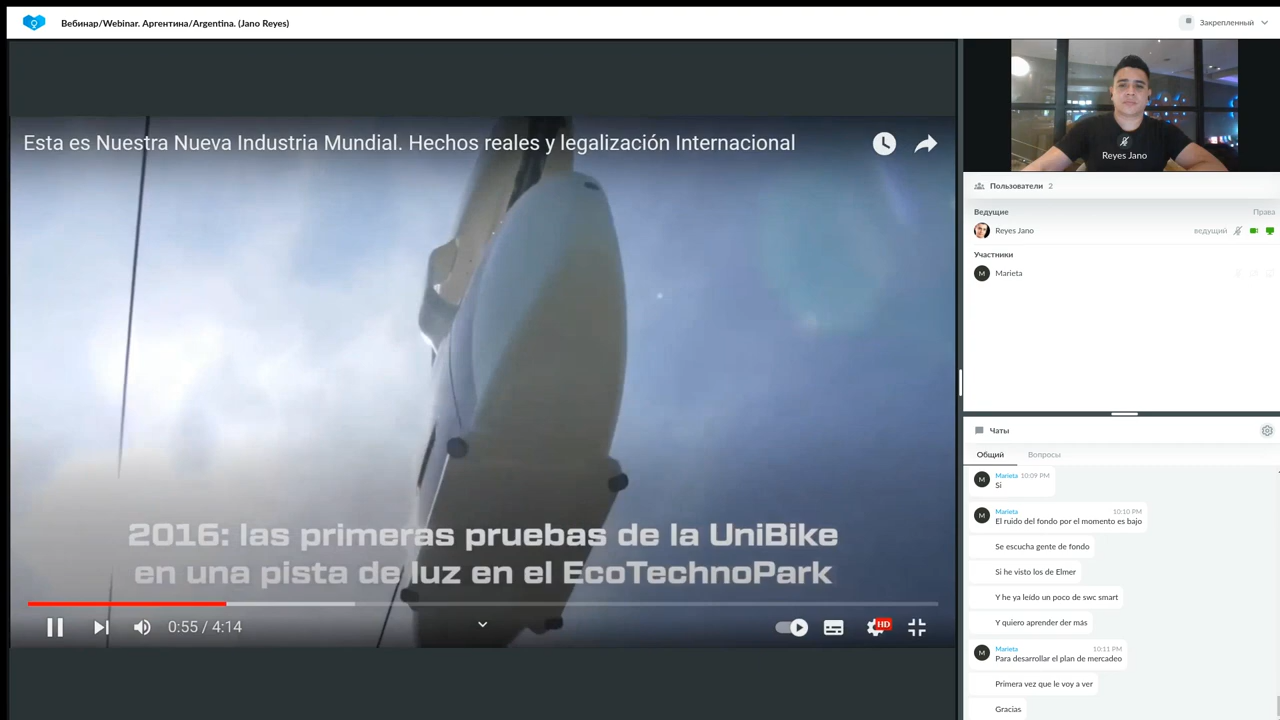 Вебинар/Webinar. Аргентина/Argentina. (Jano Reyes)
Закрепленный
Esta es Nuestra Nueva Industria Mundial. Hechos reales y legalización Internacional
2016: las primeras pruebas de la UniBike
en una pista de luz en el EcoTechnoPark
0:55 / 4:14
HD
Reyes Jano
Пользователи 2
Ведущие Права
Reyes Jano ведущий
Участники
M Marieta
Чаты
Общий Вопросы
M Marieta 10:09 PM
Si
M Marieta 10:10 PM
El ruido del fondo por el momento es bajo
Se escucha gente de fondo
Si he visto los de Elmer
Y he ya leído un poco de swc smart
Y quiero aprender der más
M Marieta 10:11 PM
Para desarrollar el plan de mercadeo
Primera vez que le voy a ver
Gracias